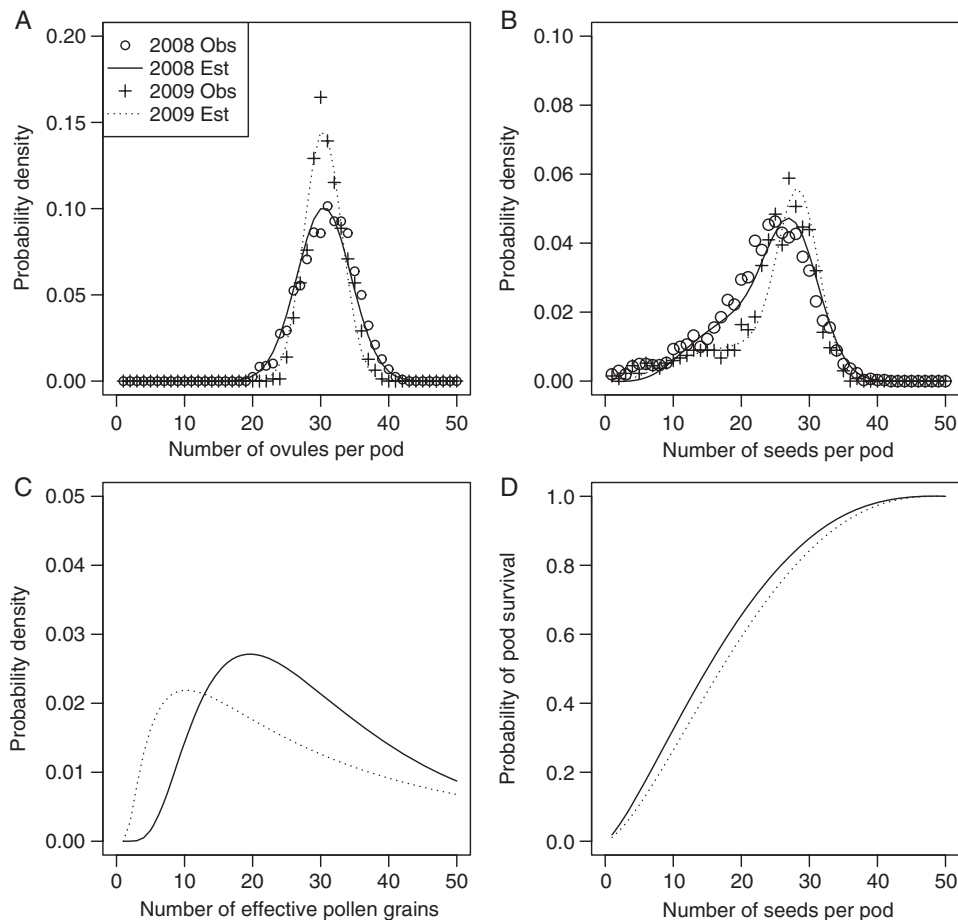 A
0.20
0.15
0.10
0.05
0.00
Probability density
2008 Obs
2008 Est
2009 Obs
2009 Est
0 10 20 30 40 50
Number of ovules per pod
B
0.10
0.08
0.06
0.04
0.02
0.00
Probability density
0 10 20 30 40 50
Number of seeds per pod
C
0.05
0.04
0.03
0.02
0.01
0.00
Probability density
0 10 20 30 40 50
Number of effective pollen grains
D
1.0
0.8
0.6
0.4
0.2
0.0
Probability of pod survival
0 10 20 30 40 50
Number of seeds per pod